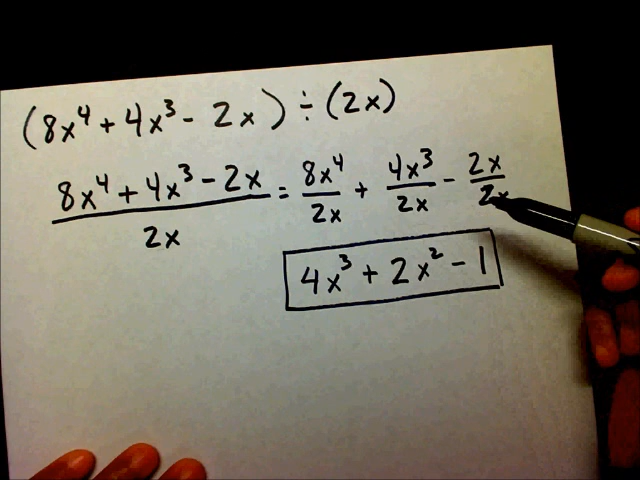 (8x⁴ + 4x³ - 2x) ÷ (2x)
8x⁴ + 4x³ - 2x / 2x = 8x⁴ / 2x + 4x³ / 2x - 2x / 2x
4x³ + 2x² - 1